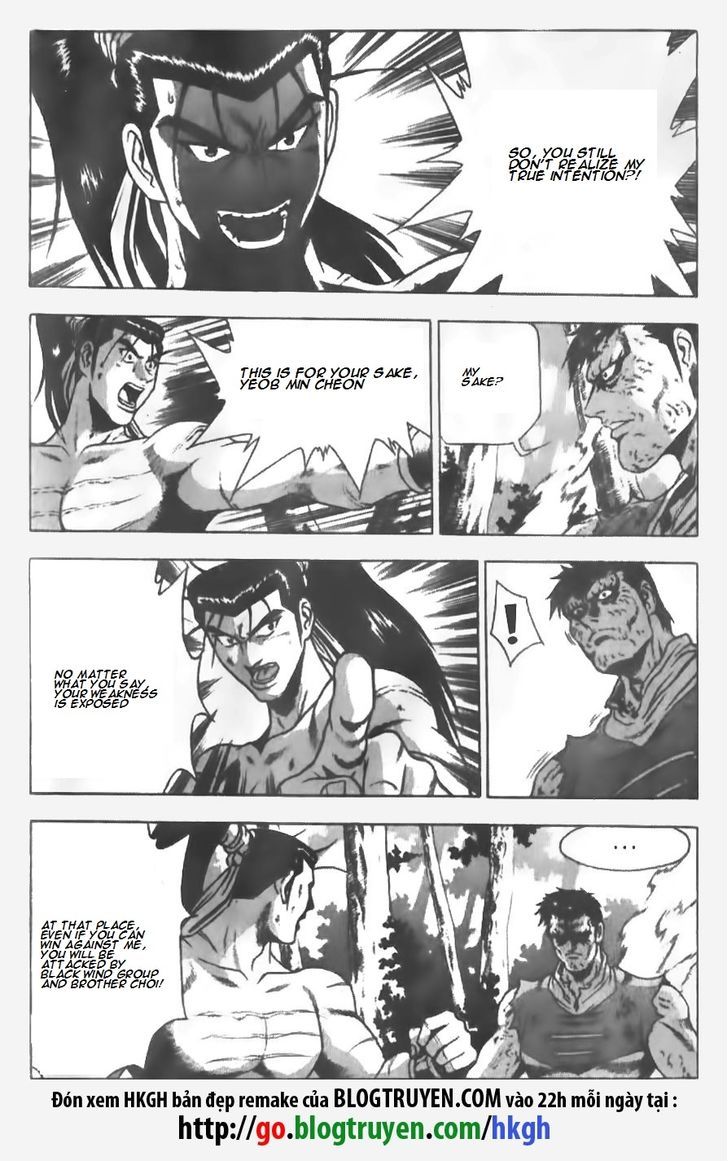 SO, YOU STILL
DON'T REALIZE MY
TRUE INTENTION?!
THIS IS FOR YOUR SAKE,
YEOB MIN CHEON
MY
SAKE?
NO MATTER
WHAT YOU SAY,
YOUR WEAKNESS
IS EXPOSED
!
...
AT THAT PLACE,
EVEN IF YOU CAN
WIN AGAINST ME,
YOU WILL BE
ATTACKED BY
BLACK WIND GROUP
AND BROTHER CHOI!
Đón xem HKGH bản đẹp remake của BLOGTRUYEN.COM vào 22h mỗi ngày tại :
http://go.blogtruyen.com/hkgh